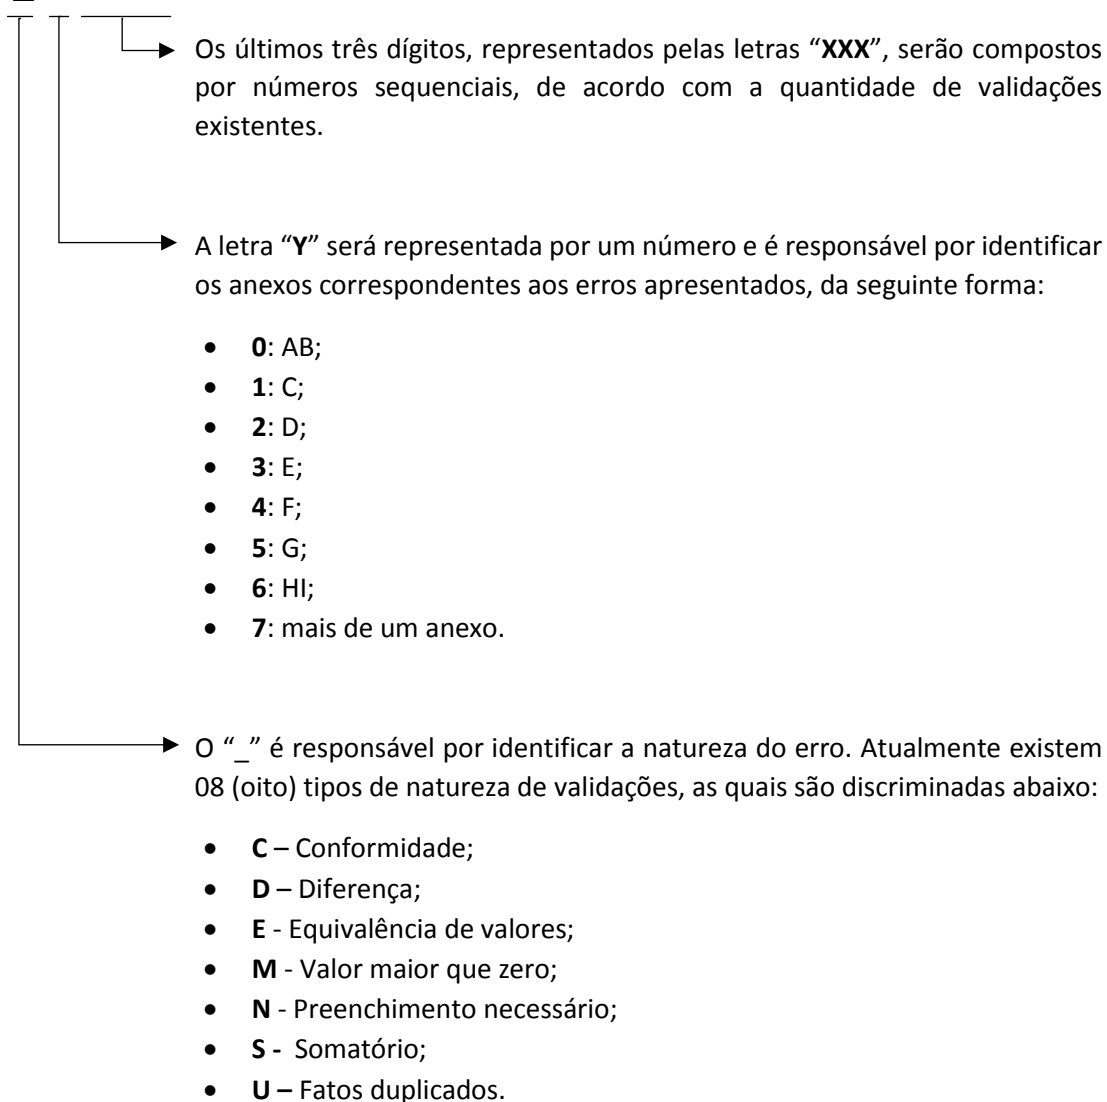 Os últimos três dígitos, representados pelas letras “XXX”, serão compostos
por números sequenciais, de acordo com a quantidade de validações
existentes.
A letra “Y” será representada por um número e é responsável por identificar
os anexos correspondentes aos erros apresentados, da seguinte forma:
• 0: AB;
• 1: C;
• 2: D;
• 3: E;
• 4: F;
• 5: G;
• 6: HI;
• 7: mais de um anexo.
O “_” é responsável por identificar a natureza do erro. Atualmente existem
08 (oito) tipos de natureza de validações, as quais são discriminadas abaixo:
• C – Conformidade;
• D – Diferença;
• E - Equivalência de valores;
• M - Valor maior que zero;
• N - Preenchimento necessário;
• S - Somatório;
• U – Fatos duplicados.